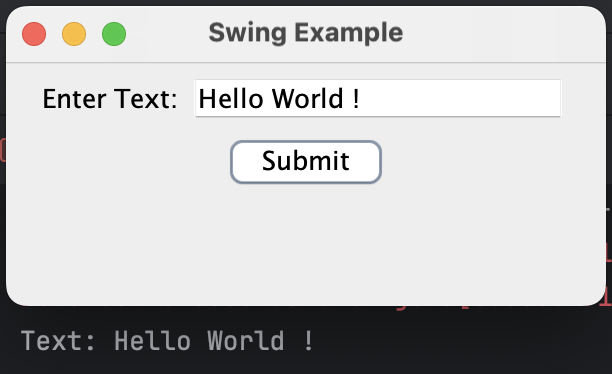 Swing Example
Enter Text: Hello World !
Submit
Text: Hello World !